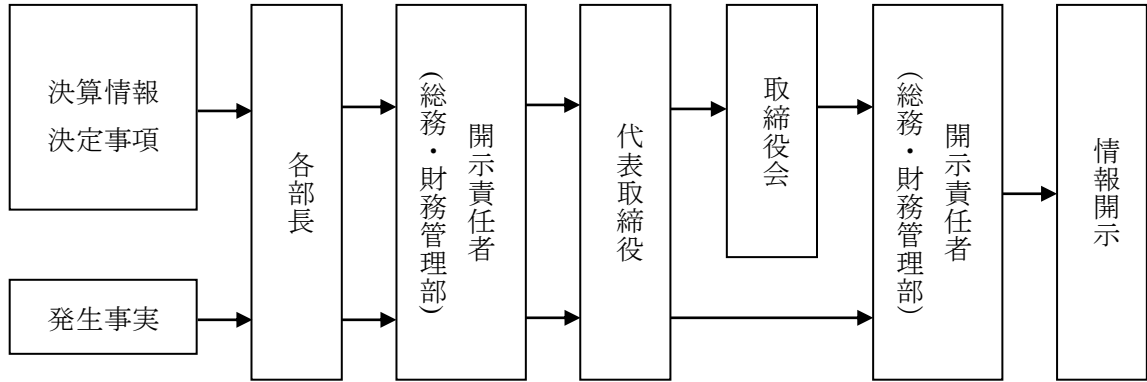 決算情報
決定事項
発生事実
各部長
開示責任者
(総務・財務管理部)
代表取締役
取締役会
開示責任者
(総務・財務管理部)
情報開示